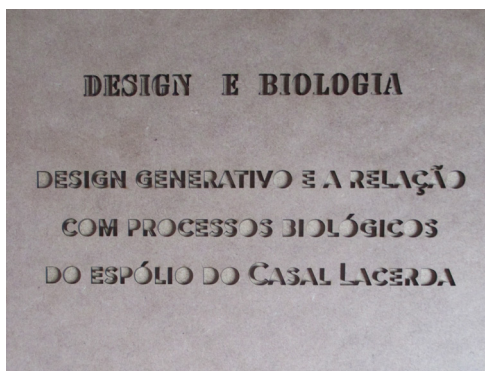 DESIGN E BIOLOGIA
DESIGN GENERATIVO E A RELAÇÃO
COM PROCESSOS BIOLÓGICOS
DO ESPÓLIO DO CASAL LACERDA